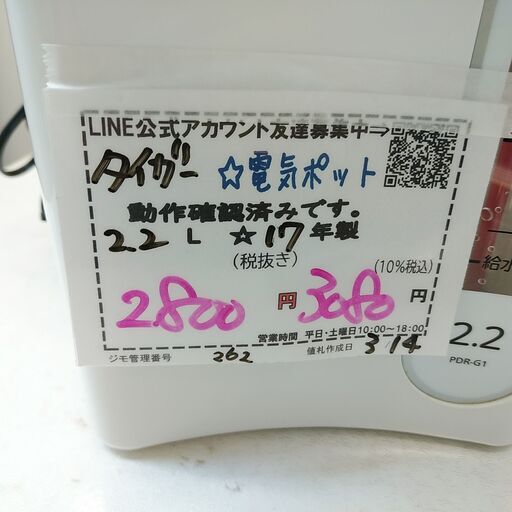 LINE公式アカウント友達募集中⇒
タイガー ☆電気ポット
動作確認済みです。
2.2 L ☆17年製
(税抜き) (10%税込)
2.800 円 3080 円
営業時間 平日・土曜日10:00~18:00
ジモ管理番号 262 値札作成日 3/14
給水
2.2
PDR-G1